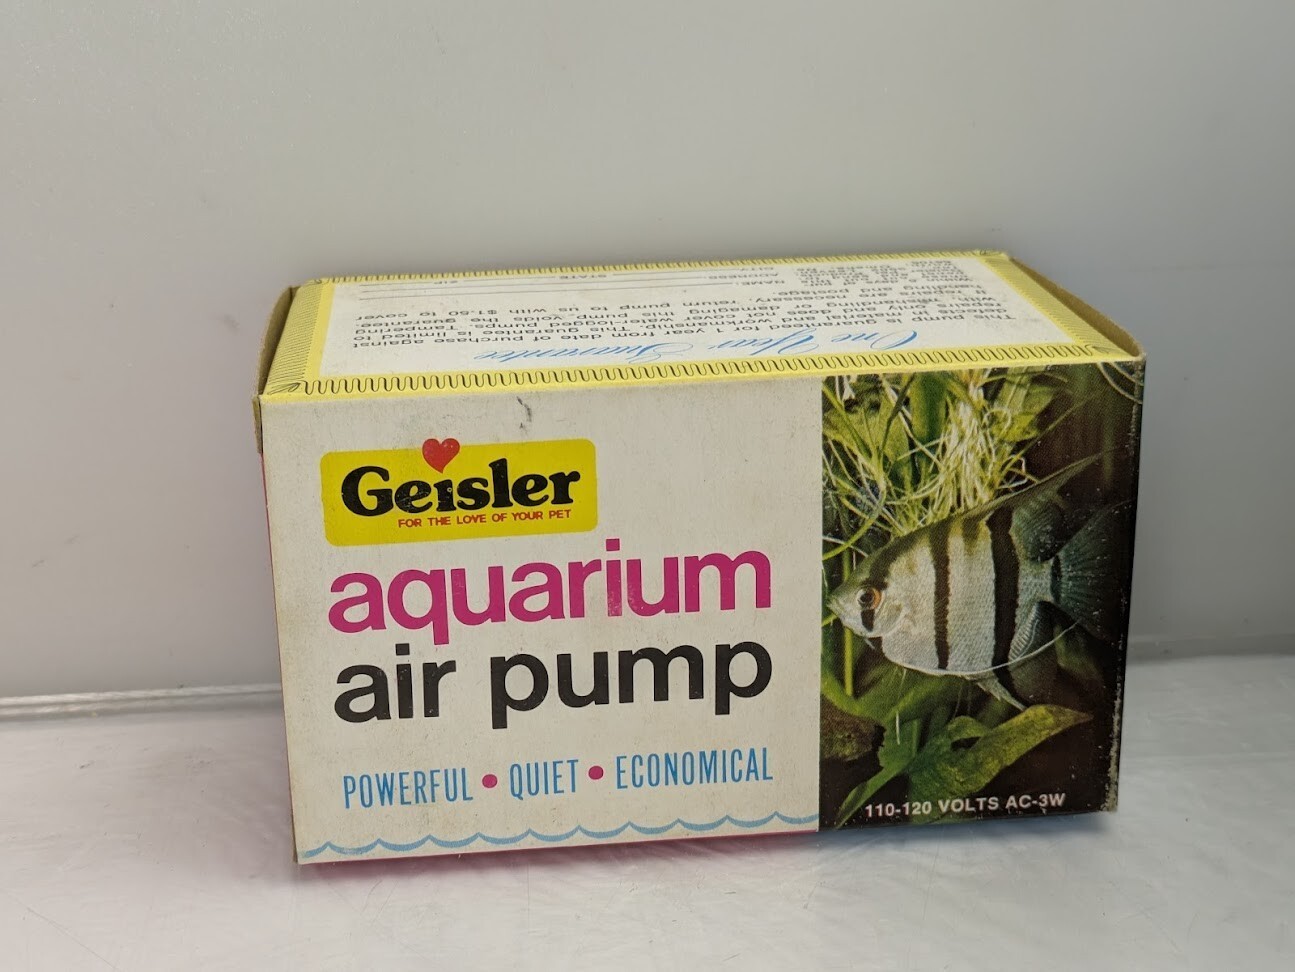 Geisler
FOR THE LOVE OF YOUR PET
aquarium
air pump
POWERFUL • QUIET • ECONOMICAL
110-120 VOLTS AC-3W
One Year Guarantee
This pump is guaranteed for 1 year from date of purchase against
defects in material and workmanship. This guarantee is limited to
and does not cover water-logged pumps. Tampering
with, mishandling or damaging voids the guarantee.
If repairs are necessary, return pump to us with $1.50 to cover
handling and postage.
NAME:
ADDRESS
CITY STATE ZIP